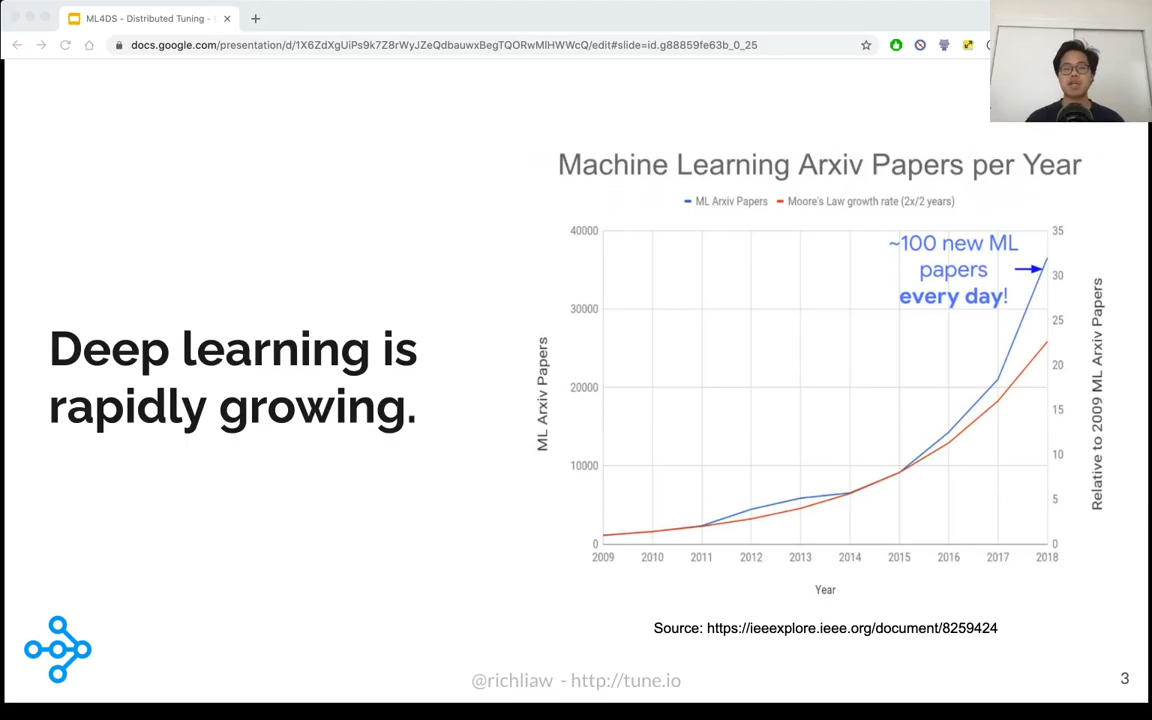 ML4DS - Distributed Tuning -
docs.google.com/presentation/d/1X6ZdXgUiPs9k7Z8rWyJZeQdbauwxBegTQORwMlHWWcQ/edit#slide=id.g88859fe63b_0_25
Machine Learning Arxiv Papers per Year
ML Arxiv Papers
Moore's Law growth rate (2x/2 years)
~100 new ML
papers
every day!
Deep learning is
rapidly growing.
ML Arxiv Papers
40000
30000
20000
10000
0
35
30
25
20
15
10
5
0
Relative to 2009 ML Arxiv Papers
2009 2010 2011 2012 2013 2014 2015 2016 2017 2018
Year
Source: https://ieeexplore.ieee.org/document/8259424
@richliaw - http://tune.io
3